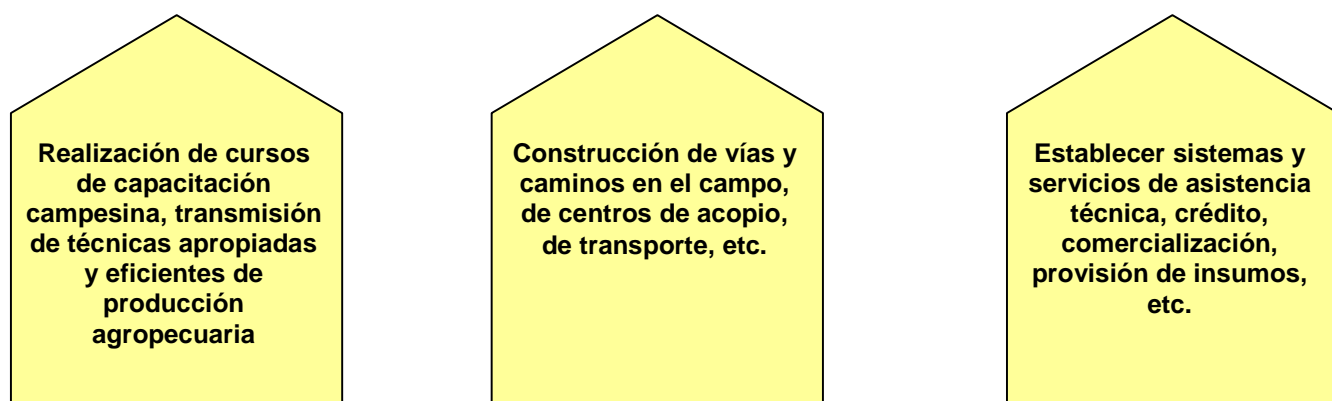 Realización de cursos
de capacitación
campesina, transmisión
de técnicas apropiadas
y eficientes de
producción
agropecuaria
Construcción de vías y
caminos en el campo,
de centros de acopio,
de transporte, etc.
Establecer sistemas y
servicios de asistencia
técnica, crédito,
comercialización,
provisión de insumos,
etc.